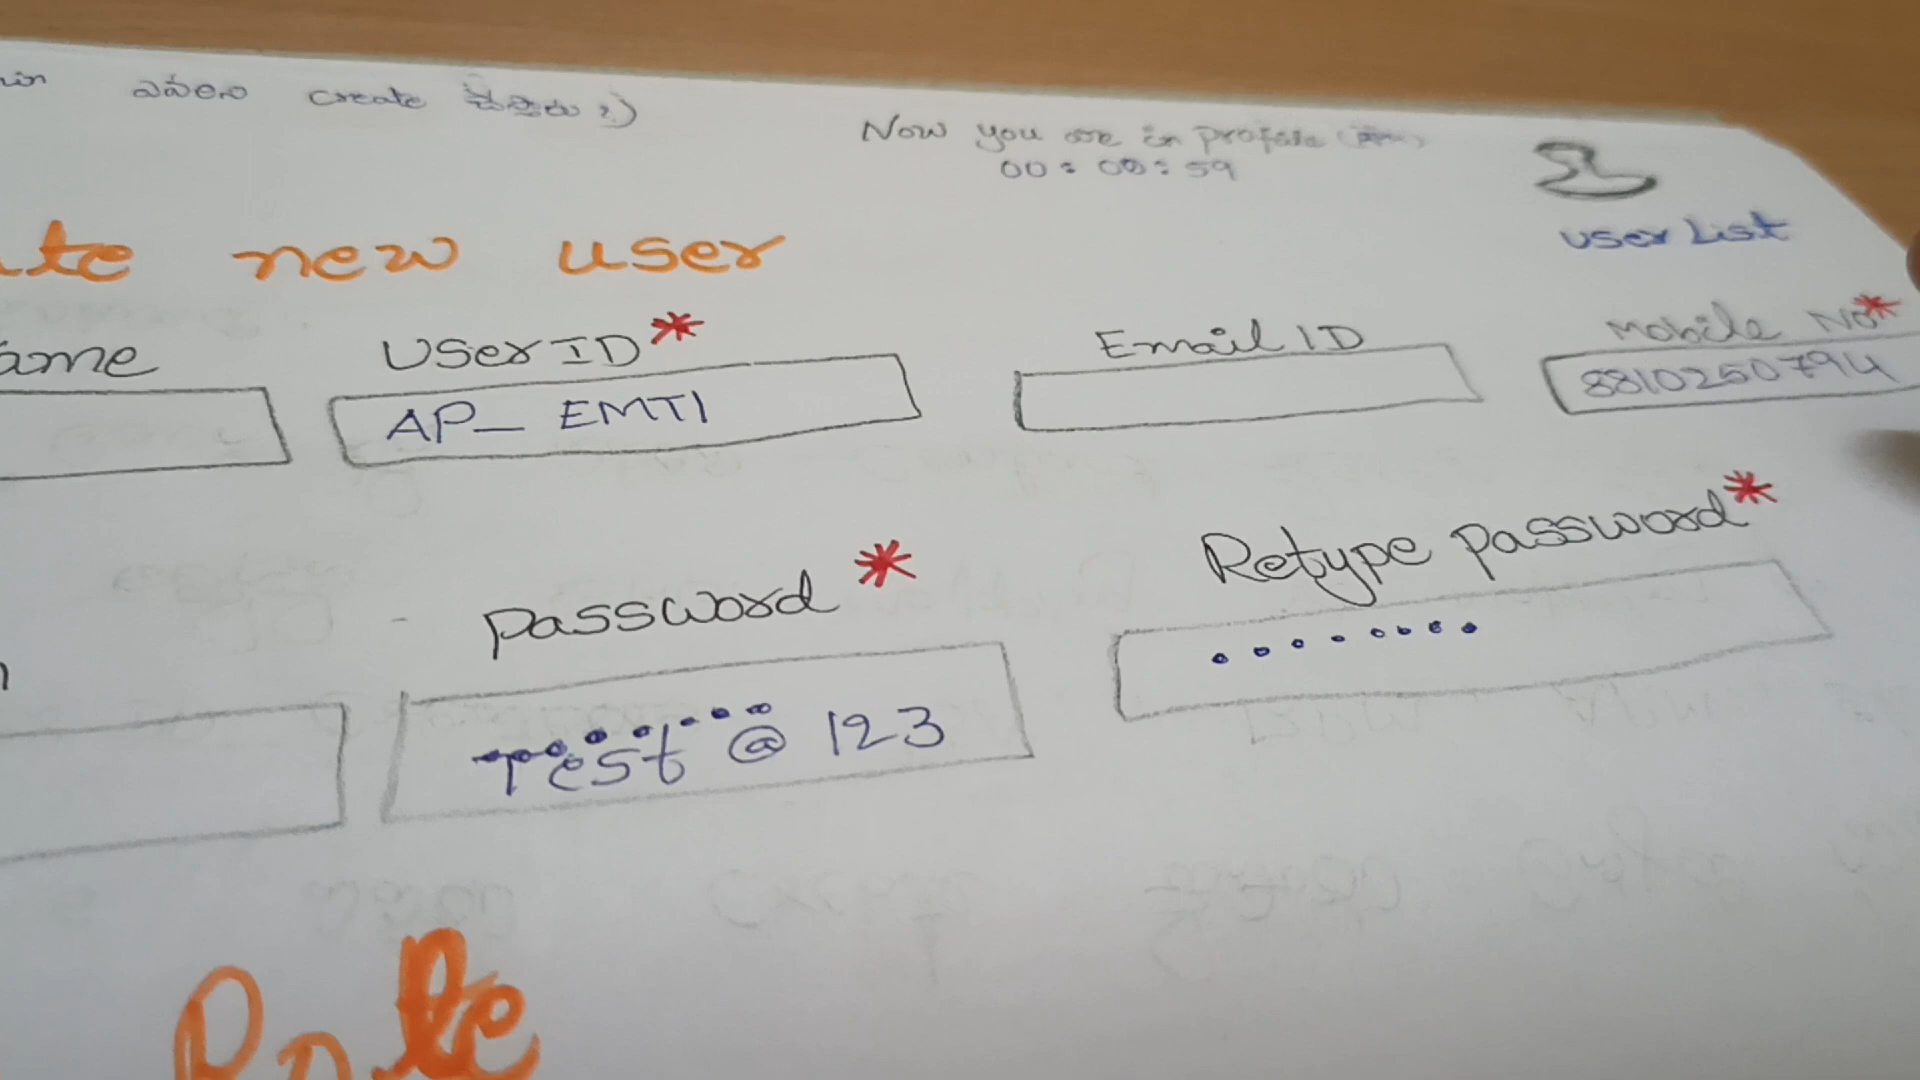 ఎవరిని create చేస్తారు?)
Now you are in profile
00:00:59
user List
new user
User ID*
Email ID
Mobile No*
AP_ EMTI
8810250794
Password *
Retype password*
........
........
Test @ 123